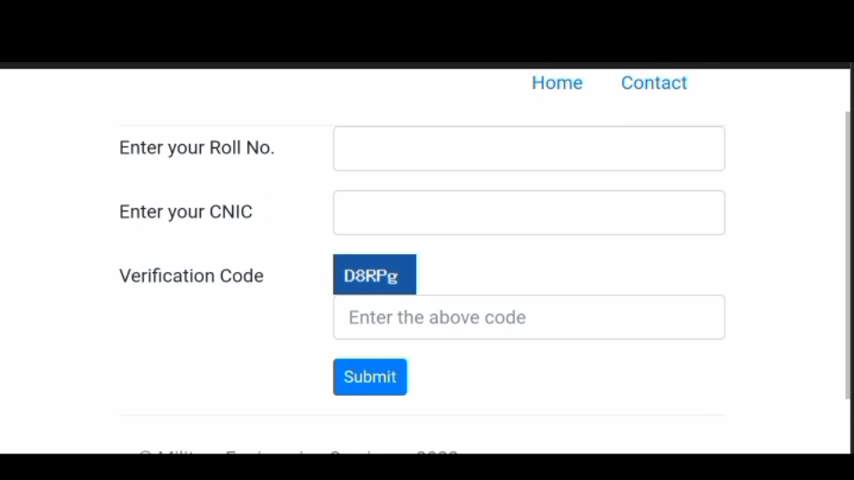 Home Contact
Enter your Roll No.
Enter your CNIC
Verification Code
D8RPg
Enter the above code
Submit